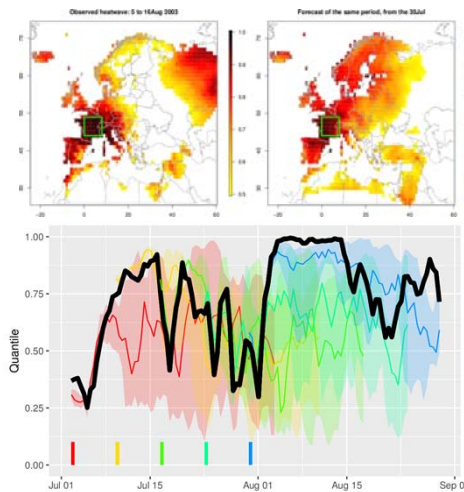 Observed heatwave: 5 to 16Aug 2003
Forecast of the same period, from the 30Jul
1.0
0.9
0.8
0.7
0.6
0.5
-20 0 20 40 60
-20 0 20 40 60
1.00
0.75
0.50
0.25
0.00
Quantile
Jul 01 Jul 15 Aug 01 Aug 15 Sep 0